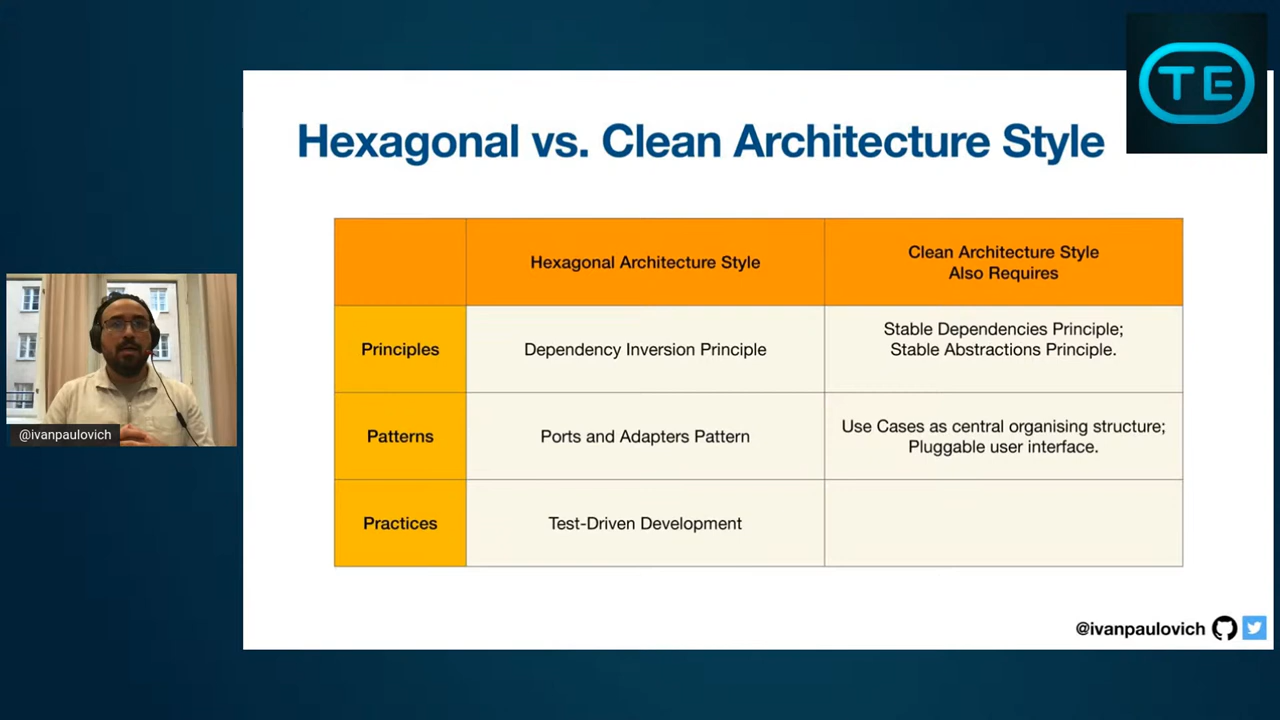 TE
Hexagonal vs. Clean Architecture Style
Hexagonal Architecture Style
Clean Architecture Style
Also Requires
Principles
Dependency Inversion Principle
Stable Dependencies Principle;
Stable Abstractions Principle.
Patterns
Ports and Adapters Pattern
Use Cases as central organising structure;
Pluggable user interface.
Practices
Test-Driven Development
@ivanpaulovich
@ivanpaulovich